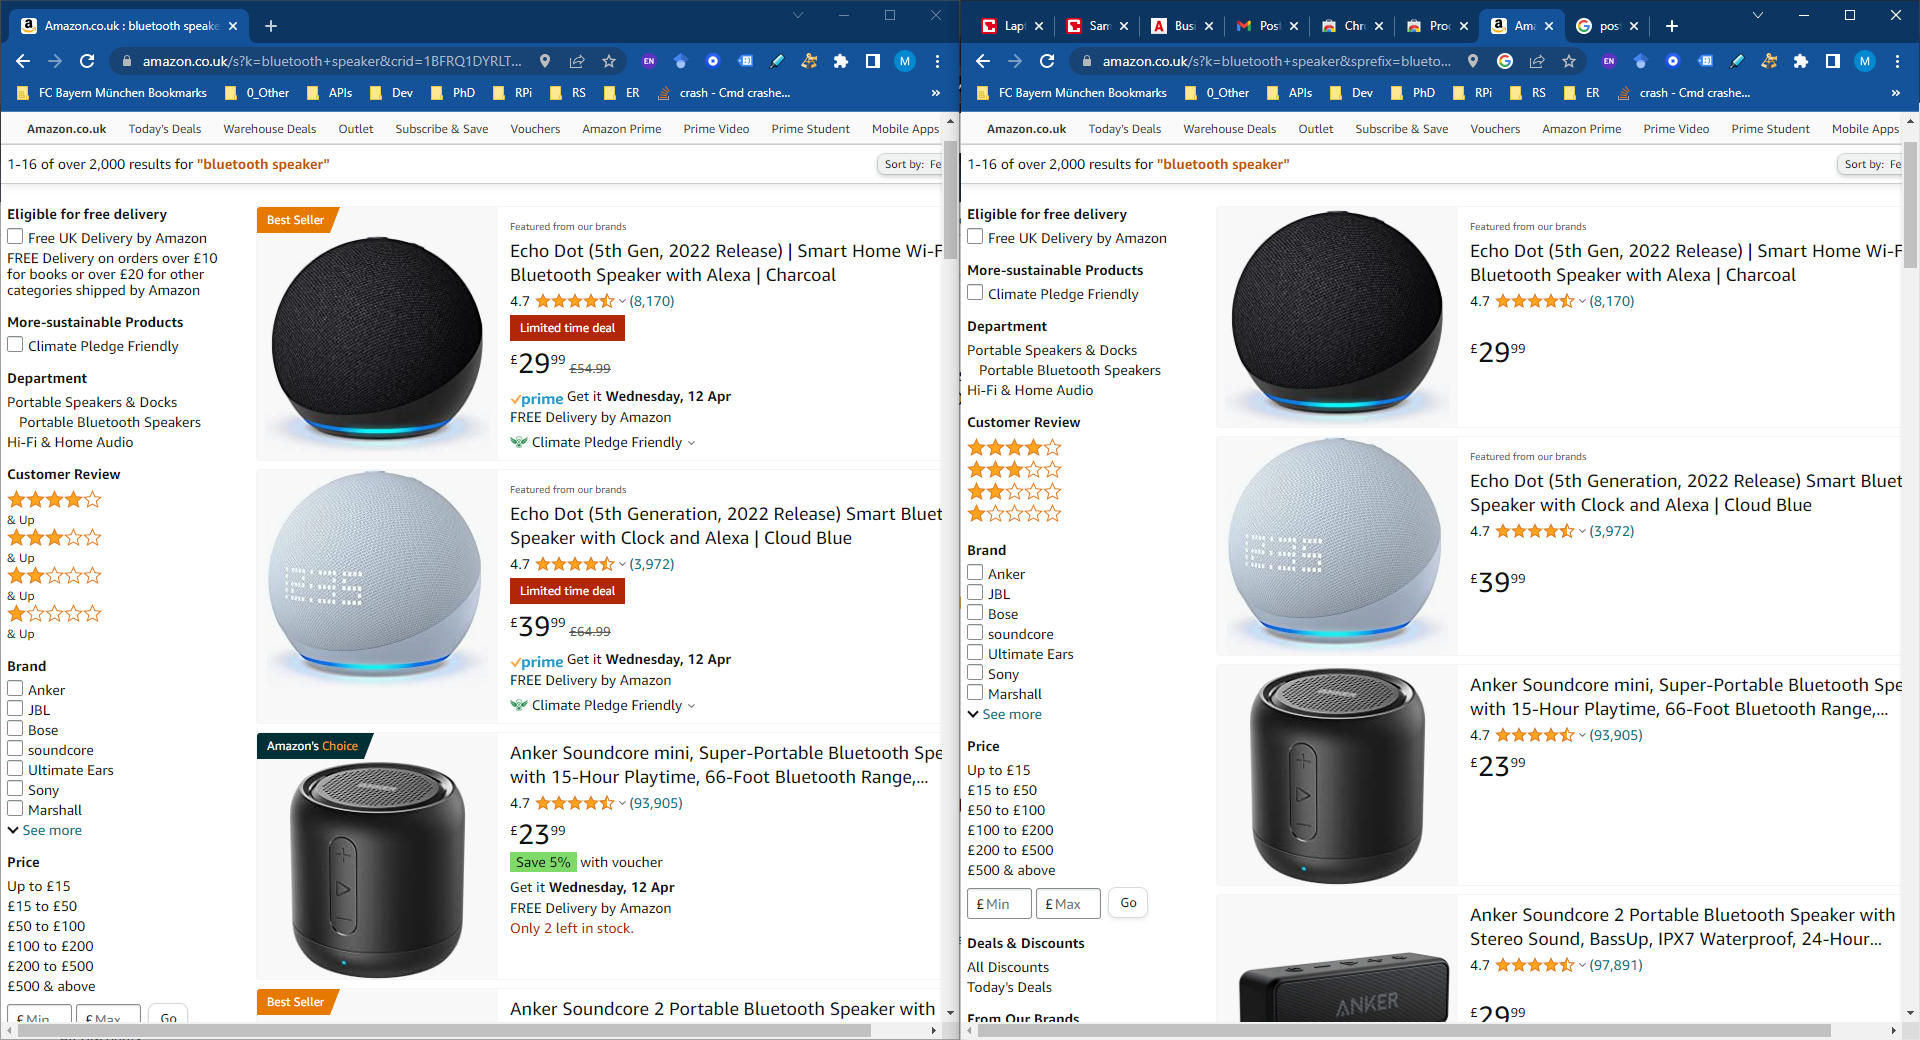 Amazon.co.uk : bluetooth speake
amazon.co.uk/s?k=bluetooth+speaker&crid=1BFRQ1DYRLT...
EN
M
FC Bayern München Bookmarks
0_Other
APIs
Dev
PhD
RPi
RS
ER
crash - Cmd crashe...
»
Amazon.co.uk
Today's Deals
Warehouse Deals
Outlet
Subscribe & Save
Vouchers
Amazon Prime
Prime Video
Prime Student
Mobile Apps
1-16 of over 2,000 results for "bluetooth speaker"
Sort by: Fe
Eligible for free delivery
Free UK Delivery by Amazon
FREE Delivery on orders over £10
for books or over £20 for other
categories shipped by Amazon
More-sustainable Products
Climate Pledge Friendly
Department
Portable Speakers & Docks
Portable Bluetooth Speakers
Hi-Fi & Home Audio
Customer Review
& Up
& Up
& Up
& Up
Brand
Anker
JBL
Bose
soundcore
Ultimate Ears
Sony
Marshall
See more
Price
Up to £15
£15 to £50
£50 to £100
£100 to £200
£200 to £500
£500 & above
£ Min
£ Max
Go
Best Seller
Featured from our brands
Echo Dot (5th Gen, 2022 Release) | Smart Home Wi-F
Bluetooth Speaker with Alexa | Charcoal
4.7 (8,170)
Limited time deal
£29.99 £54.99
prime Get it Wednesday, 12 Apr
FREE Delivery by Amazon
Climate Pledge Friendly
Featured from our brands
Echo Dot (5th Generation, 2022 Release) Smart Bluet
Speaker with Clock and Alexa | Cloud Blue
4.7 (3,972)
Limited time deal
£39.99 £64.99
prime Get it Wednesday, 12 Apr
FREE Delivery by Amazon
Climate Pledge Friendly
Amazon's Choice
Anker Soundcore mini, Super-Portable Bluetooth Spe
with 15-Hour Playtime, 66-Foot Bluetooth Range,...
4.7 (93,905)
£23.99
Save 5% with voucher
Get it Wednesday, 12 Apr
FREE Delivery by Amazon
Only 2 left in stock.
Best Seller
Anker Soundcore 2 Portable Bluetooth Speaker with
Lap
Sam
Busi
Post
Chro
Proc
Ama
post
amazon.co.uk/s?k=bluetooth+speaker&sprefix=blueto...
EN
M
FC Bayern München Bookmarks
0_Other
APIs
Dev
PhD
RPi
RS
ER
crash - Cmd crashe...
»
Amazon.co.uk
Today's Deals
Warehouse Deals
Outlet
Subscribe & Save
Vouchers
Amazon Prime
Prime Video
Prime Student
Mobile Apps
1-16 of over 2,000 results for "bluetooth speaker"
Sort by: Fe
Eligible for free delivery
Free UK Delivery by Amazon
More-sustainable Products
Climate Pledge Friendly
Department
Portable Speakers & Docks
Portable Bluetooth Speakers
Hi-Fi & Home Audio
Customer Review
Brand
Anker
JBL
Bose
soundcore
Ultimate Ears
Sony
Marshall
See more
Price
Up to £15
£15 to £50
£50 to £100
£100 to £200
£200 to £500
£500 & above
£ Min
£ Max
Go
Deals & Discounts
All Discounts
Today's Deals
From Our Brands
Featured from our brands
Echo Dot (5th Gen, 2022 Release) | Smart Home Wi-F
Bluetooth Speaker with Alexa | Charcoal
4.7 (8,170)
£29.99
Featured from our brands
Echo Dot (5th Generation, 2022 Release) Smart Bluet
Speaker with Clock and Alexa | Cloud Blue
4.7 (3,972)
£39.99
Anker Soundcore mini, Super-Portable Bluetooth Spe
with 15-Hour Playtime, 66-Foot Bluetooth Range,...
4.7 (93,905)
£23.99
Anker Soundcore 2 Portable Bluetooth Speaker with
Stereo Sound, BassUp, IPX7 Waterproof, 24-Hour...
4.7 (97,891)
£29.99
ANKER